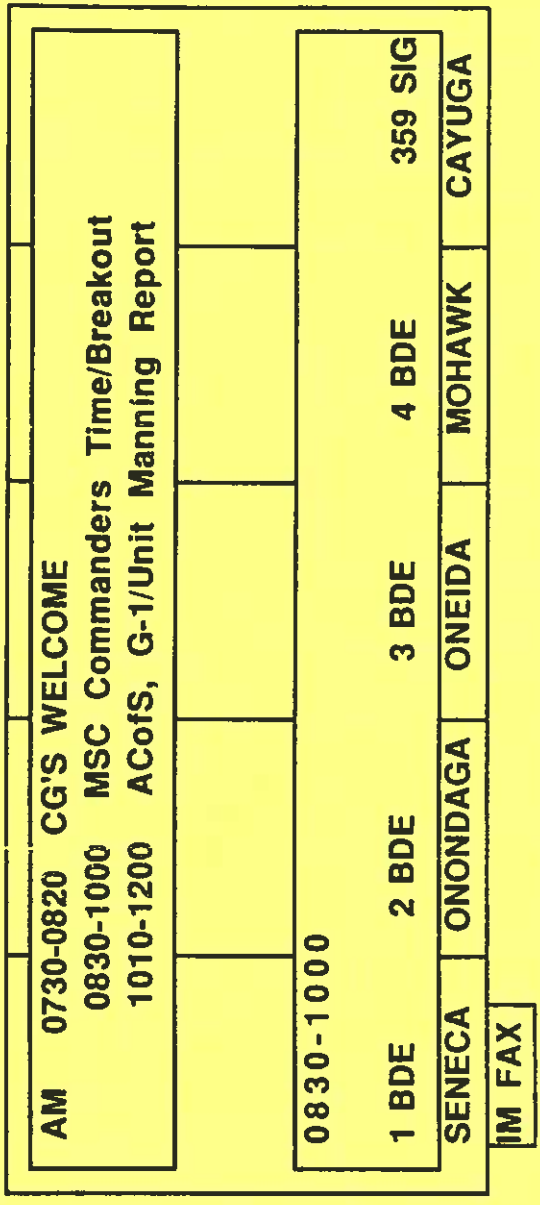 AM 0730-0820 CG'S WELCOME
0830-1000 MSC Commanders Time/Breakout
1010-1200 ACofS, G-1/Unit Manning Report
0830-1000
1 BDE 2 BDE 3 BDE 4 BDE 359 SIG
SENECA ONONDAGA ONEIDA MOHAWK CAYUGA
IM FAX